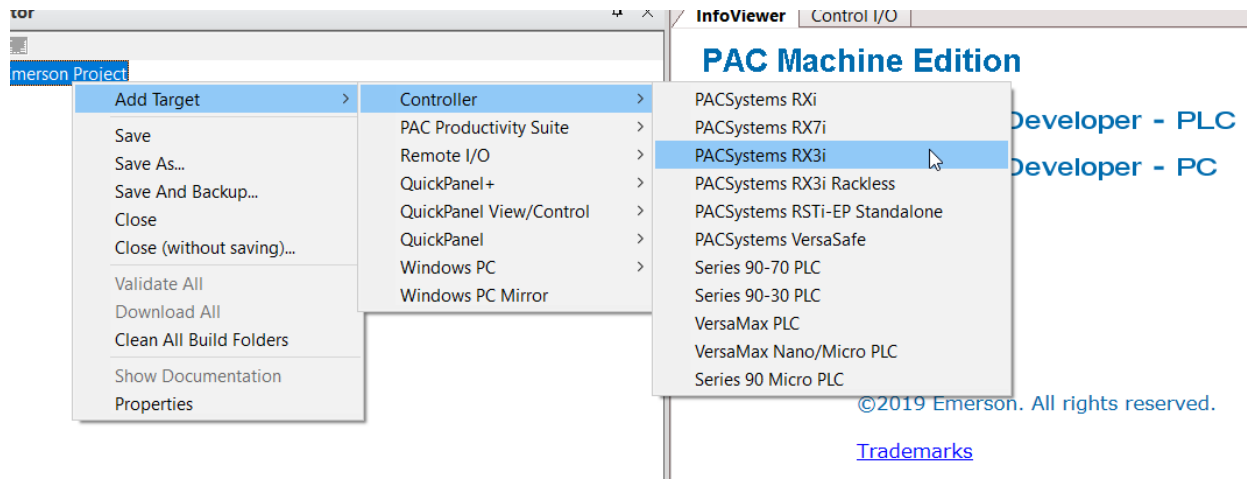 tor
InfoViewer
Control I/O
merson Project
PAC Machine Edition
Developer - PLC
Developer - PC
Add Target
Save
Save As...
Save And Backup...
Close
Close (without saving)...
Validate All
Download All
Clean All Build Folders
Show Documentation
Properties
Controller
PAC Productivity Suite
Remote I/O
QuickPanel+
QuickPanel View/Control
QuickPanel
Windows PC
Windows PC Mirror
PACSystems RXi
PACSystems RX7i
PACSystems RX3i
PACSystems RX3i Rackless
PACSystems RSTi-EP Standalone
PACSystems VersaSafe
Series 90-70 PLC
Series 90-30 PLC
VersaMax PLC
VersaMax Nano/Micro PLC
Series 90 Micro PLC
©2019 Emerson. All rights reserved.
Trademarks